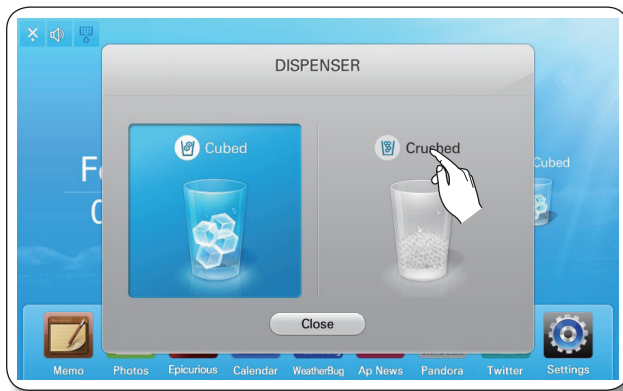 DISPENSER
Cubed
Crushed
Cubed
Close
Memo Photos Epicurious Calendar WeatherBug Ap News Pandora Twitter Settings